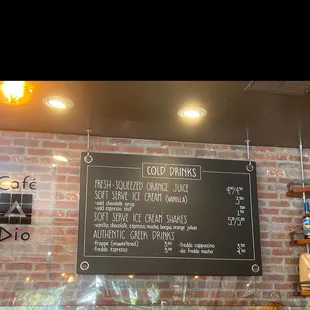 Café
Dio
COLD DRINKS
FRESH-SQUEEZED ORANGE JUICE
SOFT SERVE ICE CREAM (VANILLA)
-add chocolate syrup
-add espresso shot
SOFT SERVE ICE CREAM SHAKES
vanilla, chocolate, espresso, mocha, orange julian
AUTHENTIC GREEK DRINKS
-frappe (unsweetened) -freddo cappuccino
-freddo espresso -freddo mocha